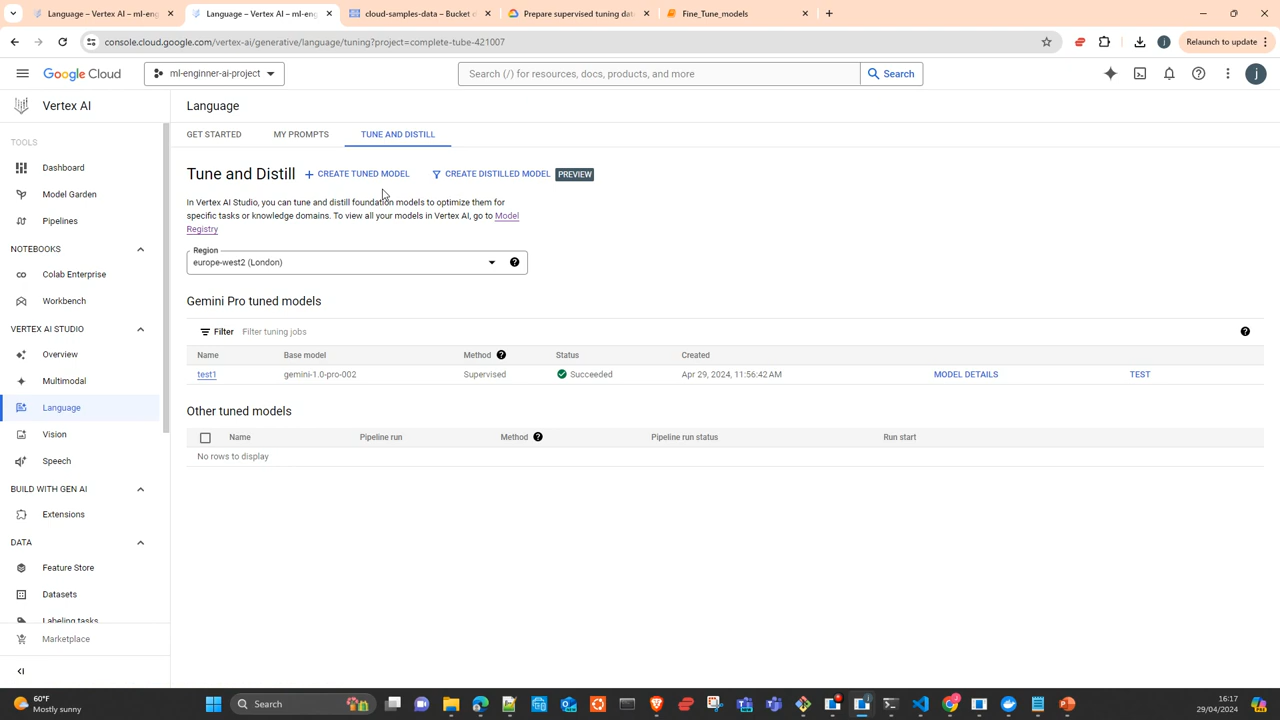 Language – Vertex AI – ml-eng
Language – Vertex AI – ml-eng
cloud-samples-data – Bucket d
Prepare supervised tuning dat
Fine_Tune_models
console.cloud.google.com/vertex-ai/generative/language/tuning?project=complete-tube-421007
Relaunch to update
Google Cloud
ml-enginner-ai-project
Search (/) for resources, docs, products, and more
Search
j
Vertex AI
Language
TOOLS
Dashboard
Model Garden
Pipelines
NOTEBOOKS
Colab Enterprise
Workbench
VERTEX AI STUDIO
Overview
Multimodal
Language
Vision
Speech
BUILD WITH GEN AI
Extensions
DATA
Feature Store
Datasets
Labeling tasks
Marketplace
GET STARTED
MY PROMPTS
TUNE AND DISTILL
Tune and Distill
CREATE TUNED MODEL
CREATE DISTILLED MODEL
PREVIEW
In Vertex AI Studio, you can tune and distill foundation models to optimize them for
specific tasks or knowledge domains. To view all your models in Vertex AI, go to Model
Registry
Region
europe-west2 (London)
Gemini Pro tuned models
Filter Filter tuning jobs
Name Base model Method Status Created
test1 gemini-1.0-pro-002 Supervised Succeeded Apr 29, 2024, 11:56:42 AM MODEL DETAILS TEST
Other tuned models
Name Pipeline run Method Pipeline run status Run start
No rows to display
60°F
Mostly sunny
Search
16:17
29/04/2024